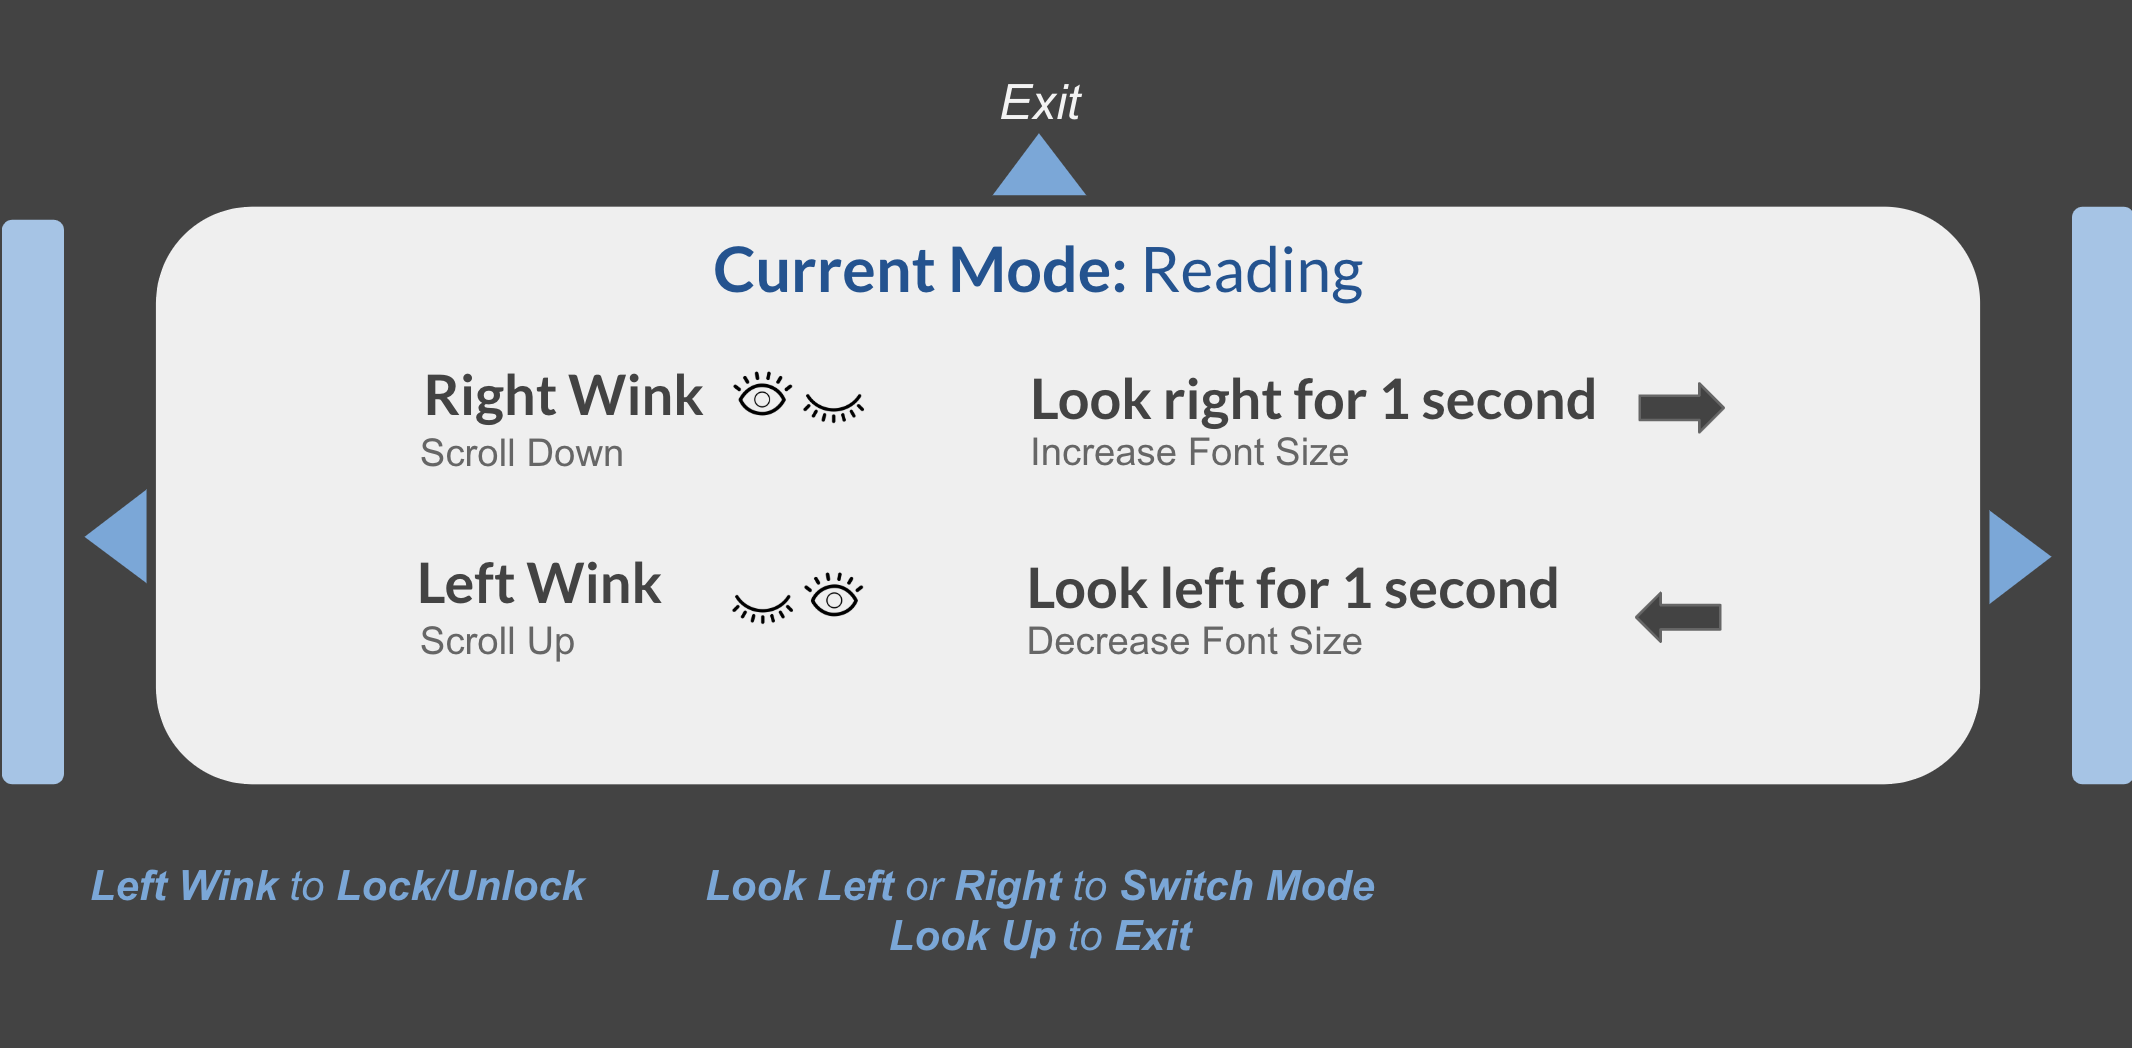 Exit
Current Mode: Reading
Right Wink
Scroll Down
Look right for 1 second
Increase Font Size
Left Wink
Scroll Up
Look left for 1 second
Decrease Font Size
Left Wink to Lock/Unlock
Look Left or Right to Switch Mode
Look Up to Exit